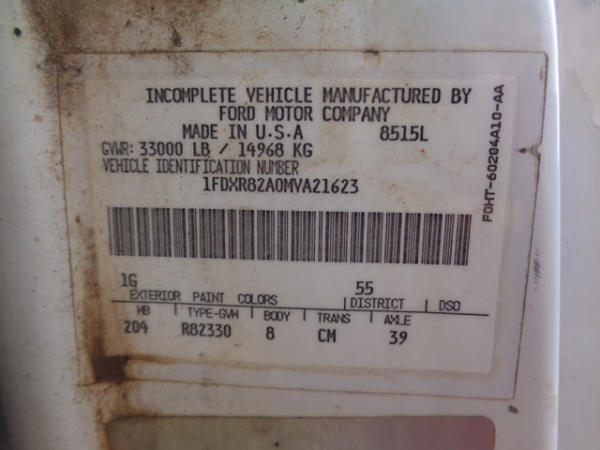 INCOMPLETE VEHICLE MANUFACTURED BY
FORD MOTOR COMPANY
MADE IN U.S.A 8515L
GVWR: 33000 LB / 14968 KG
VEHICLE IDENTIFICATION NUMBER
1FDXR82A0MVA21623
1G 55
EXTERIOR PAINT COLORS DISTRICT DSO
WB TYPE-GVW BODY TRANS AXLE
204 R82330 8 CM 39
F0HT-60204A10-AA